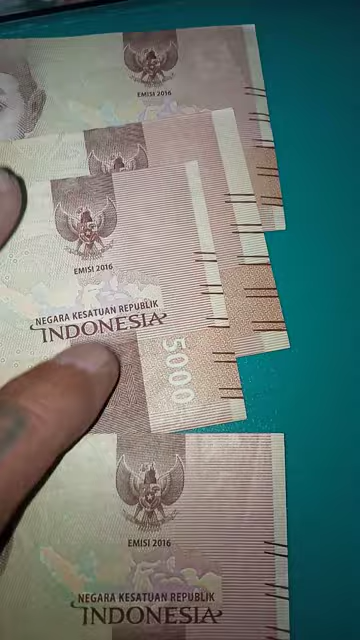 EMISI 2016
EMISI 2016
NEGARA KESATUAN REPUBLIK
INDONESIA
5000
EMISI 2016
NEGARA KESATUAN REPUBLIK
INDONESIA